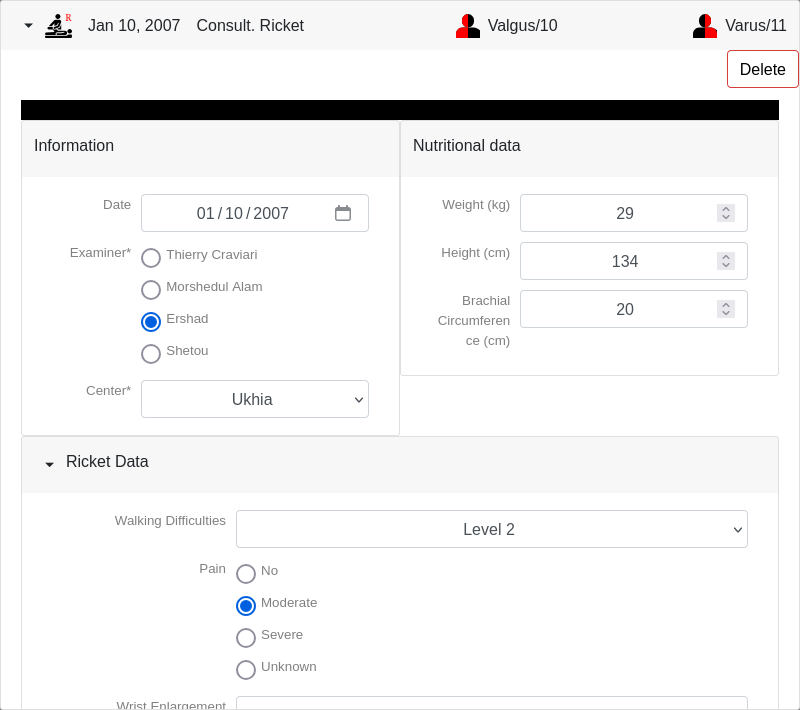 R
Jan 10, 2007 Consult. Ricket Valgus/10 Varus/11
Delete
Information
Date 01/10/2007
Examiner* Thierry Craviari
Morshedul Alam
Ershad
Shetou
Center* Ukhia
Nutritional data
Weight (kg) 29
Height (cm) 134
Brachial 20
Circumferen
ce (cm)
Ricket Data
Walking Difficulties Level 2
Pain No
Moderate
Severe
Unknown
Wrist Enlargement